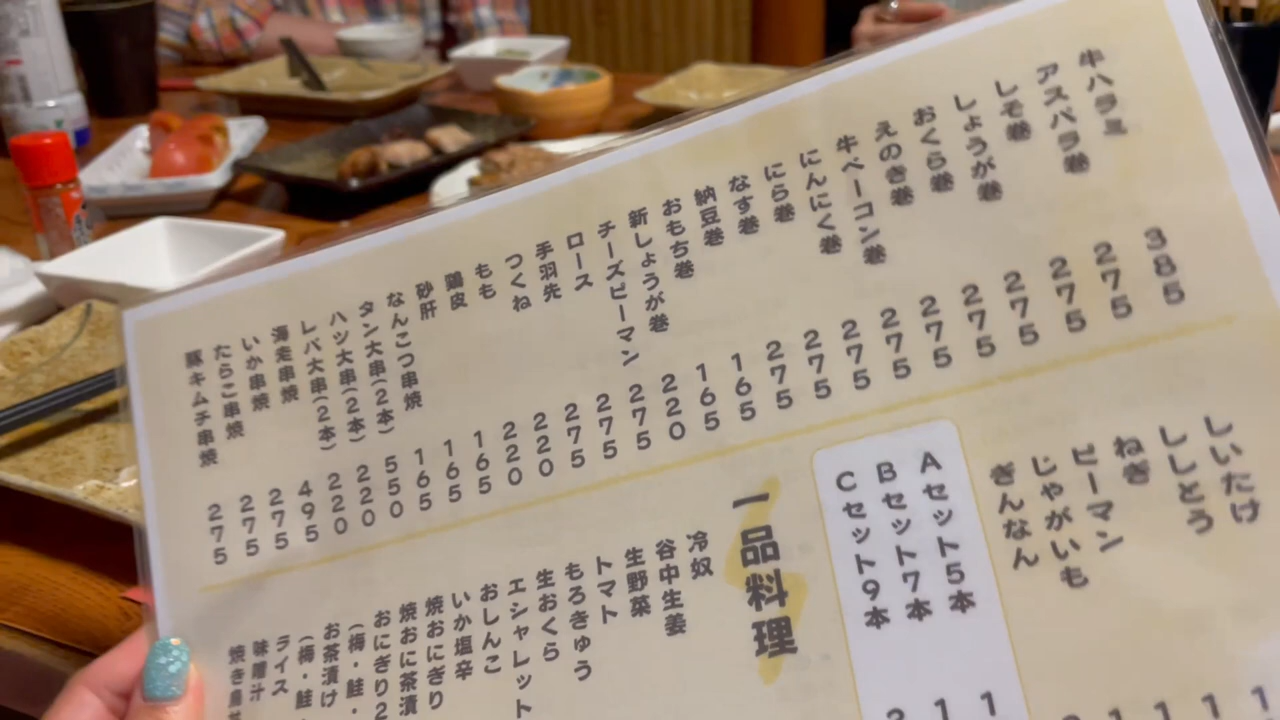 牛ハラミ 385
アスパラ巻 275
しそ巻 275
しょうが巻 275
おくら巻 275
えのき巻 275
牛ベーコン巻 275
にんにく巻 275
にら巻 275
なす巻 275
納豆巻 165
おもち巻 165
新しょうが巻 220
チーズピーマン 275
ロース 275
手羽先 275
つくね 220
もも 220
鶏皮 165
砂肝 165
なんこつ串焼 165
タン大串(2本) 550
ハツ大串(2本) 220
レバ大串(2本) 220
海老串焼 495
いか串焼 275
たらこ串焼 275
豚キムチ串焼 275
しいたけ
ししとう
ねぎ
ピーマン
じゃがいも
ぎんなん
Aセット5本
Bセット7本
Cセット9本
一品料理
冷奴
谷中生姜
生野菜
トマト
もろきゅう
生おくら
エシャレット
おしんこ
いか塩辛
焼おにぎり
焼おに茶漬
おにぎり2
(梅・鮭・
お茶漬け
(梅・鮭・
ライス
味噌汁
焼き鳥